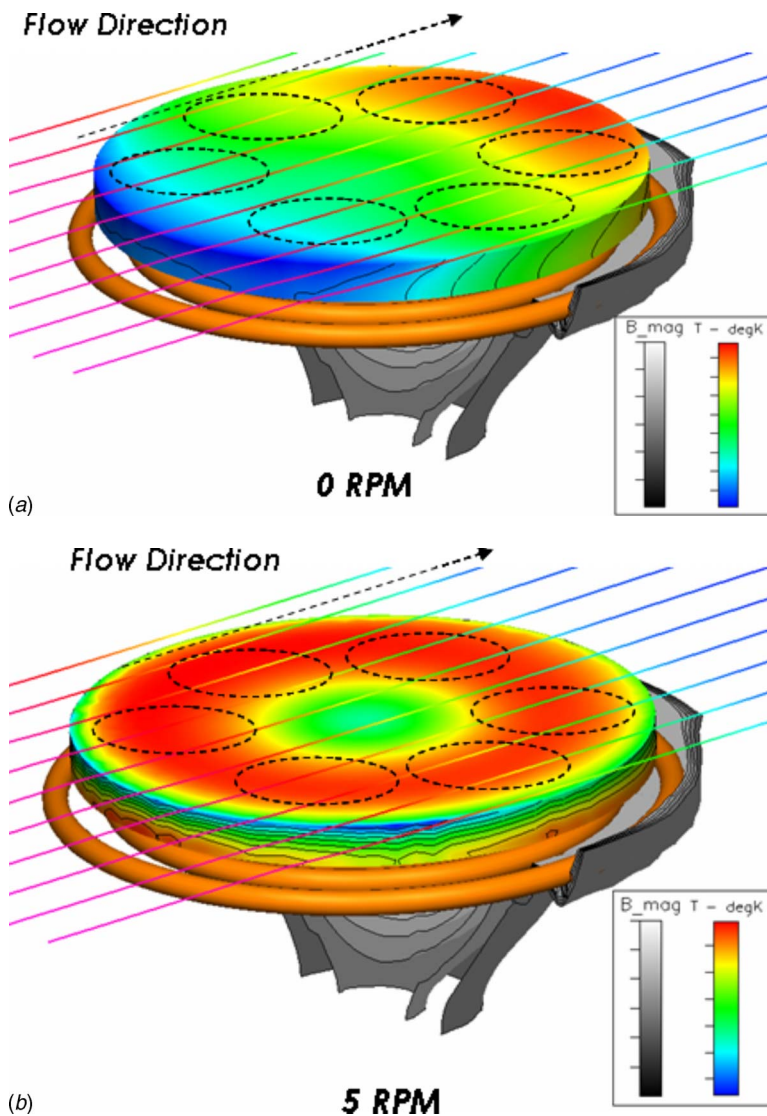 Flow Direction
B_mag T - degK
0 RPM
(a)
Flow Direction
B_mag T - degK
5 RPM
(b)